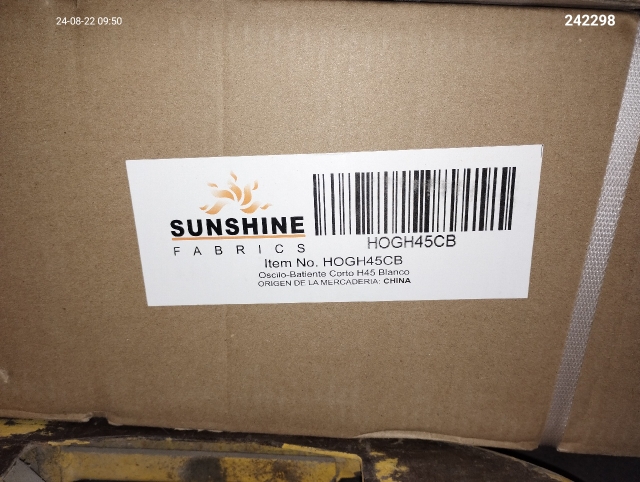 24-08-22 09:50
242298
SUNSHINE
FABRICS
HOGH45CB
Item No. HOGH45CB
Oscilo-Batiente Corto H45 Blanco
ORIGEN DE LA MERCADERIA: CHINA